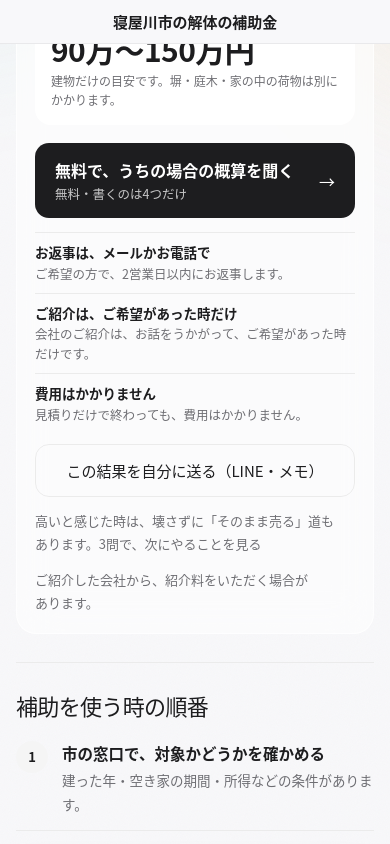 寝屋川市の解体の補助金
90万〜150万円
建物だけの目安です。塀・庭木・家の中の荷物は別に
かかります。
無料で、うちの場合の概算を聞く
無料・書くのは4つだけ
→
お返事は、メールかお電話で
ご希望の方で、2営業日以内にお返事します。
ご紹介は、ご希望があった時だけ
会社のご紹介は、お話をうかがって、ご希望があった時
だけです。
費用はかかりません
見積りだけで終わっても、費用はかかりません。
この結果を自分に送る（LINE・メモ）
高いと感じた時は、壊さずに「そのまま売る」道も
あります。3問で、次にやることを見る
ご紹介した会社から、紹介料をいただく場合が
あります。
補助を使う時の順番
1
市の窓口で、対象かどうかを確かめる
建った年・空き家の期間・所得などの条件がありま
す。